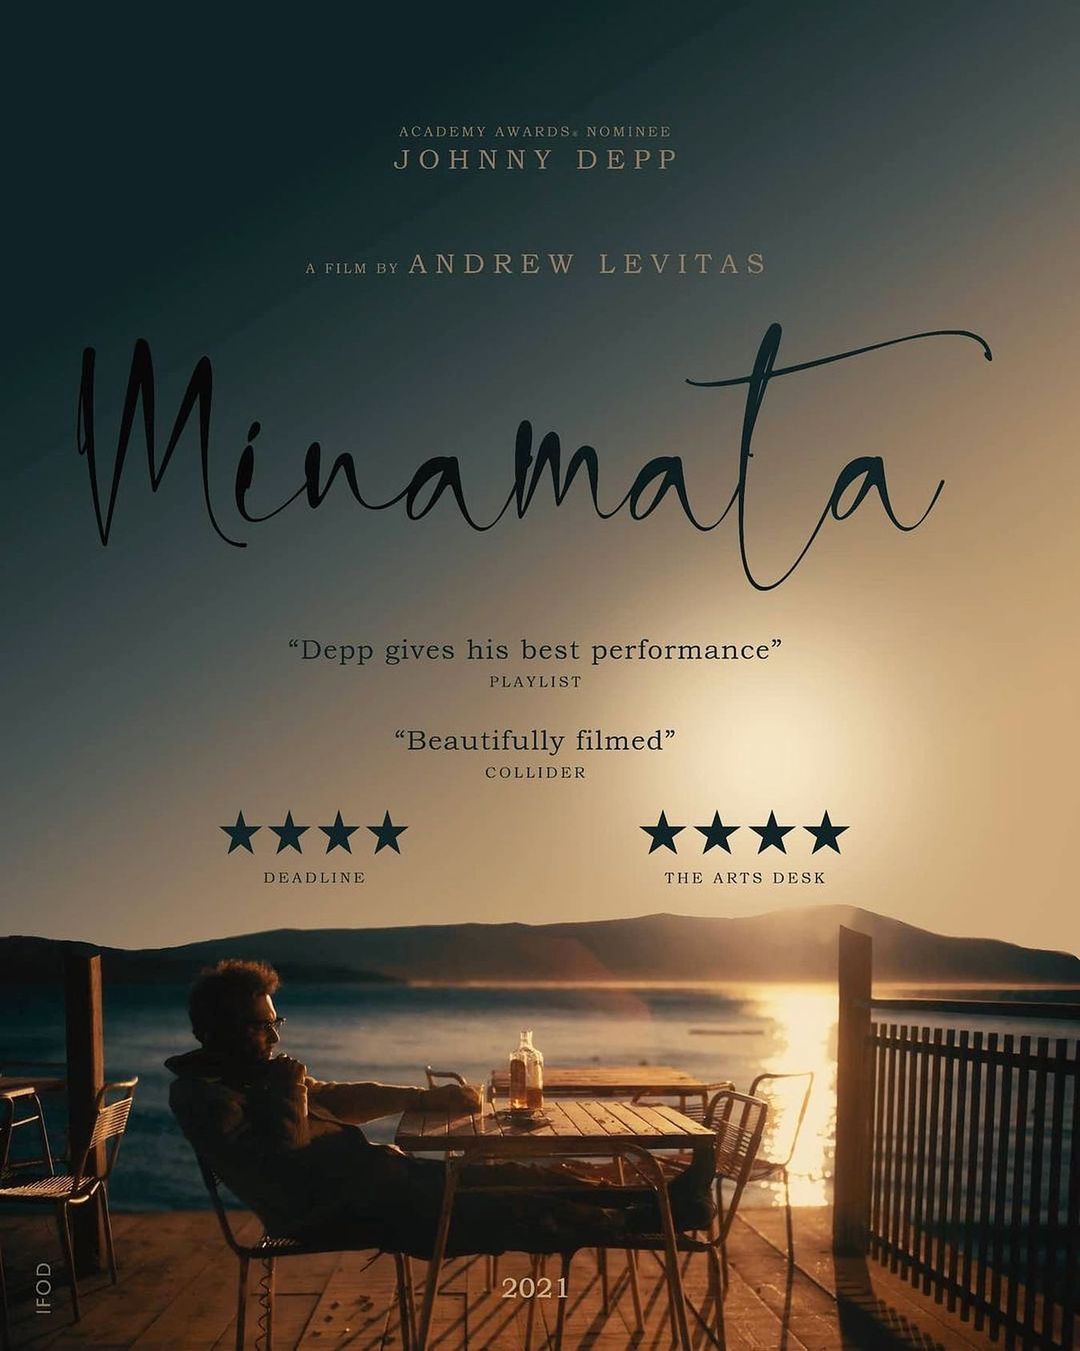 ACADEMY AWARDS® NOMINEE
JOHNNY DEPP
A FILM BY ANDREW LEVITAS
Minamata
“Depp gives his best performance”
PLAYLIST
“Beautifully filmed”
COLLIDER
★★★★
DEADLINE
★★★★
THE ARTS DESK
2021
IFOD